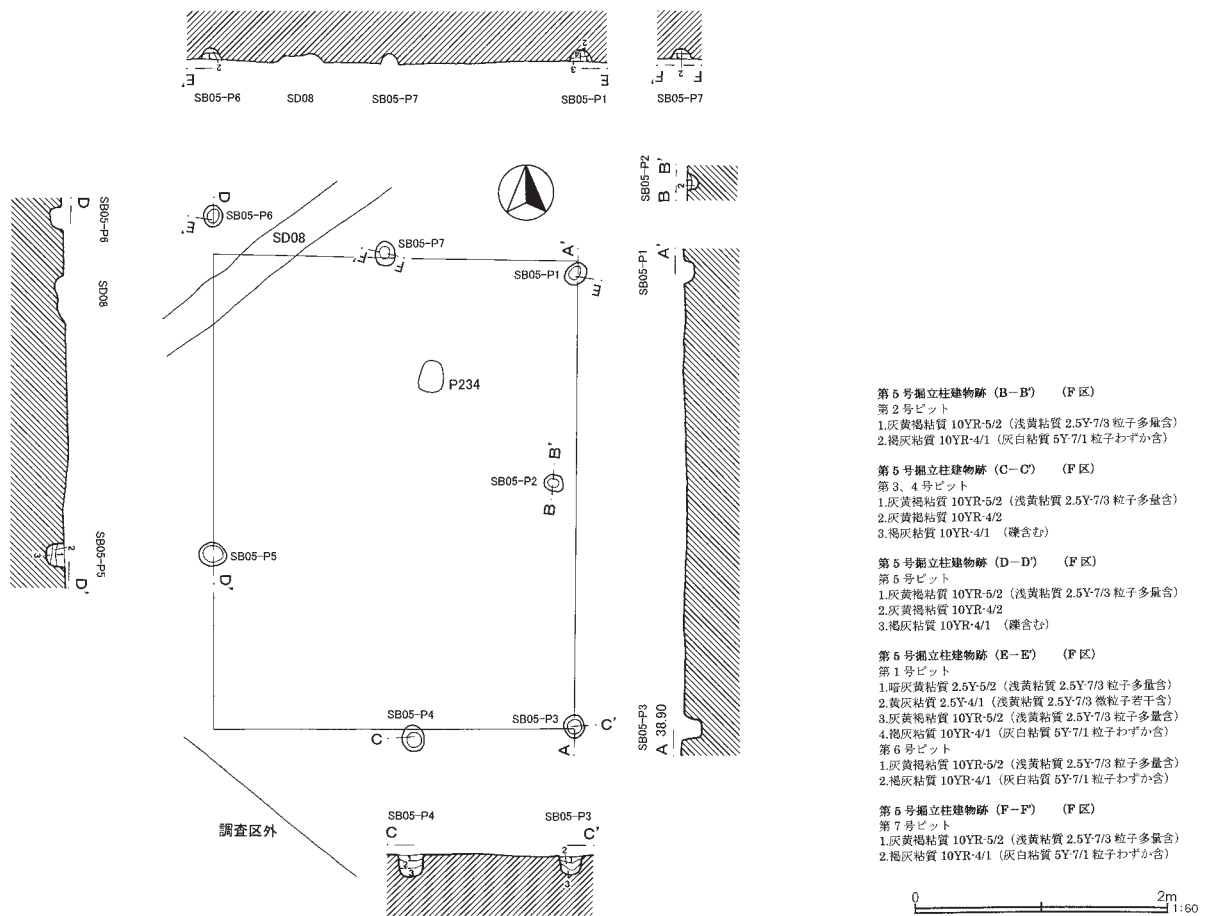 E'
2
2
3
E
F'
2
F
SB05-P6
SD08
SB05-P7
SB05-P1
SB05-P7
SB05-P2
B B'
2
D
SB05-P6
SD08
SB05-P5
D'
1
2
3
D
E'
SB05-P6
SD08
SB05-P7
F'
F
A'
SB05-P1
E
P234
B'
SB05-P2
B
SB05-P5
D'
SB05-P4
C
SB05-P3
C'
A
SB05-P1
A'
SB05-P3
A 38.90
調査区外
SB05-P4
C
SB05-P3
C'
1
2
3
2
1
3
第5号掘立柱建物跡 (B-B') (F区)
第2号ピット
1.灰黄褐粘質 10YR-5/2 (浅黄粘質 2.5Y-7/3 粒子多量含)
2.褐灰粘質 10YR-4/1 (灰白粘質 5Y-7/1 粒子わずか含)
第5号掘立柱建物跡 (C-C') (F区)
第3、4号ピット
1.灰黄褐粘質 10YR-5/2 (浅黄粘質 2.5Y-7/3 粒子多量含)
2.灰黄褐粘質 10YR-4/2
3.褐灰粘質 10YR-4/1 (礫含む)
第5号掘立柱建物跡 (D-D') (F区)
第5号ピット
1.灰黄褐粘質 10YR-5/2 (浅黄粘質 2.5Y-7/3 粒子多量含)
2.灰黄褐粘質 10YR-4/2
3.褐灰粘質 10YR-4/1 (礫含む)
第5号掘立柱建物跡 (E-E') (F区)
第1号ピット
1.暗灰黄粘質 2.5Y-5/2 (浅黄粘質 2.5Y-7/3 粒子多量含)
2.黄灰粘質 2.5Y-4/1 (浅黄粘質 2.5Y-7/3 微粒子若干含)
3.灰黄褐粘質 10YR-5/2 (浅黄粘質 2.5Y-7/3 粒子多量含)
4.褐灰粘質 10YR-4/1 (灰白粘質 5Y-7/1 粒子わずか含)
第6号ピット
1.灰黄褐粘質 10YR-5/2 (浅黄粘質 2.5Y-7/3 粒子多量含)
2.褐灰粘質 10YR-4/1 (灰白粘質 5Y-7/1 粒子わずか含)
第5号掘立柱建物跡 (F-F') (F区)
第7号ピット
1.灰黄褐粘質 10YR-5/2 (浅黄粘質 2.5Y-7/3 粒子多量含)
2.褐灰粘質 10YR-4/1 (灰白粘質 5Y-7/1 粒子わずか含)
0
2m
1:60